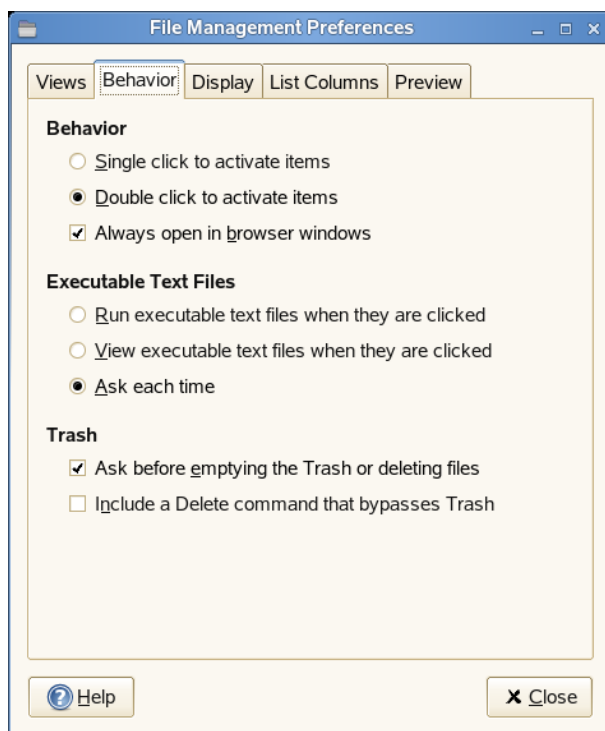 File Management Preferences
Views Behavior Display List Columns Preview
Behavior
Single click to activate items
Double click to activate items
Always open in browser windows
Executable Text Files
Run executable text files when they are clicked
View executable text files when they are clicked
Ask each time
Trash
Ask before emptying the Trash or deleting files
Include a Delete command that bypasses Trash
Help Close